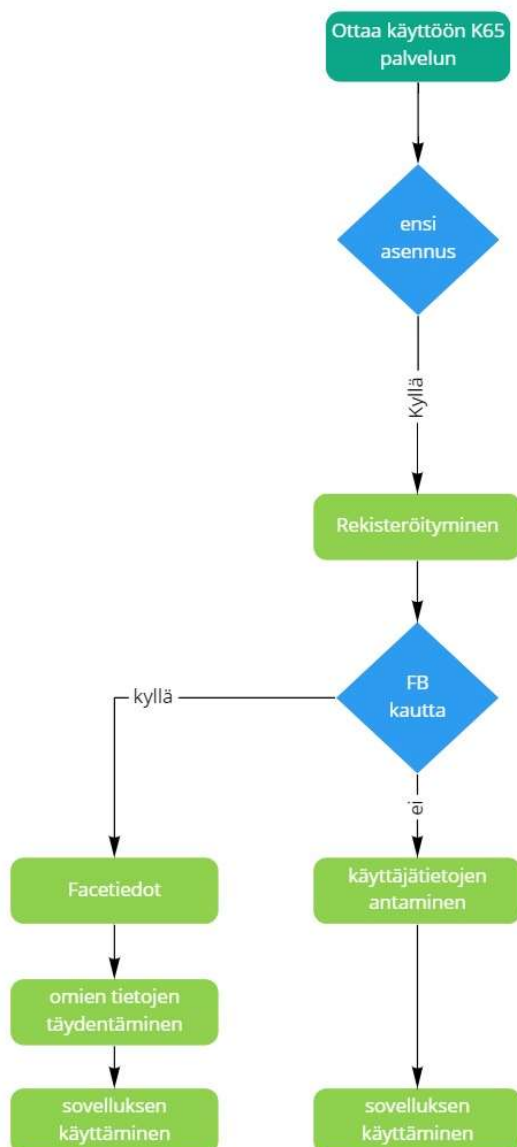 Ottaa käyttöön K65
palvelun
ensi
asennus
Kyllä
Rekisteröityminen
FB
kautta
kyllä
ei
Facetiedot
käyttäjätietojen
antaminen
omien tietojen
täydentäminen
sovelluksen
käyttäminen
sovelluksen
käyttäminen